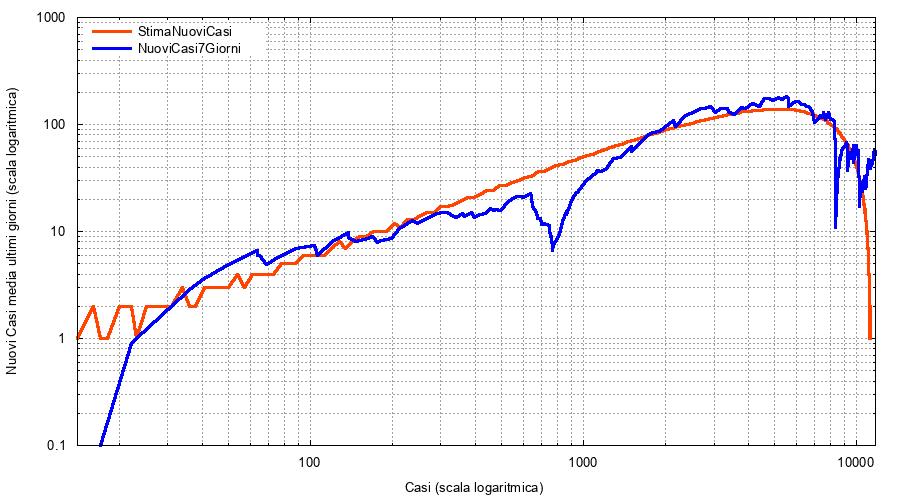 1000
StimaNuoviCasi
NuoviCasi7Giorni
100
10
1
0.1
100
1000
10000
Nuovi Casi media ultimi giorni (scala logaritmica)
Casi (scala logaritmica)